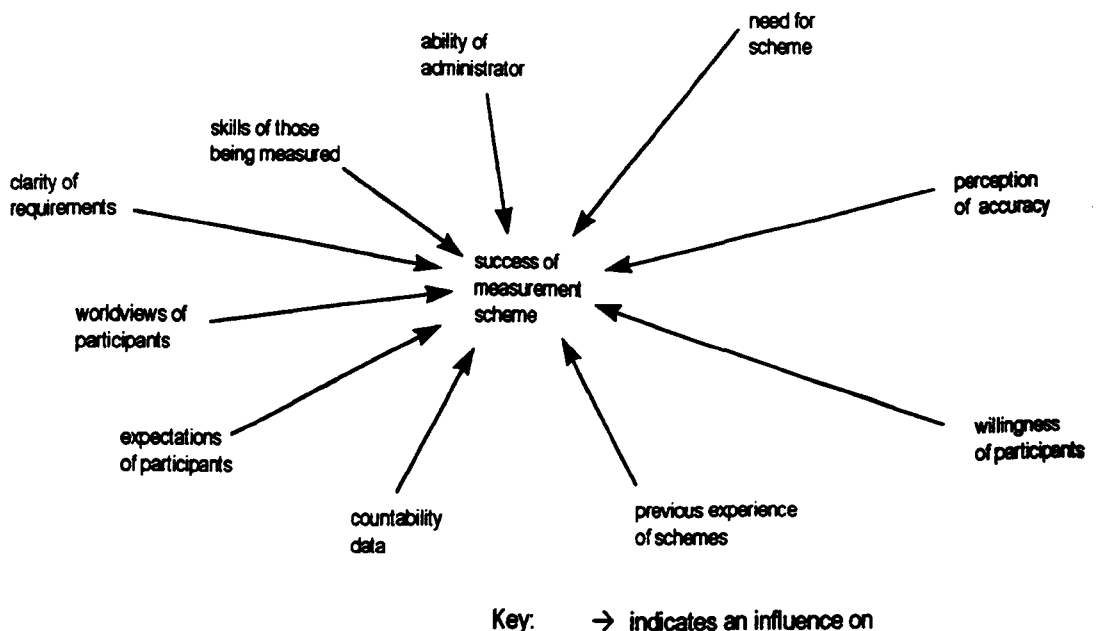 need for
scheme
ability of
administrator
skills of those
being measured
clarity of
requirements
perception
of accuracy
success of
measurement
scheme
worldviews of
participants
expectations
of participants
willingness
of participants
countability
data
previous experience
of schemes
Key: → indicates an influence on